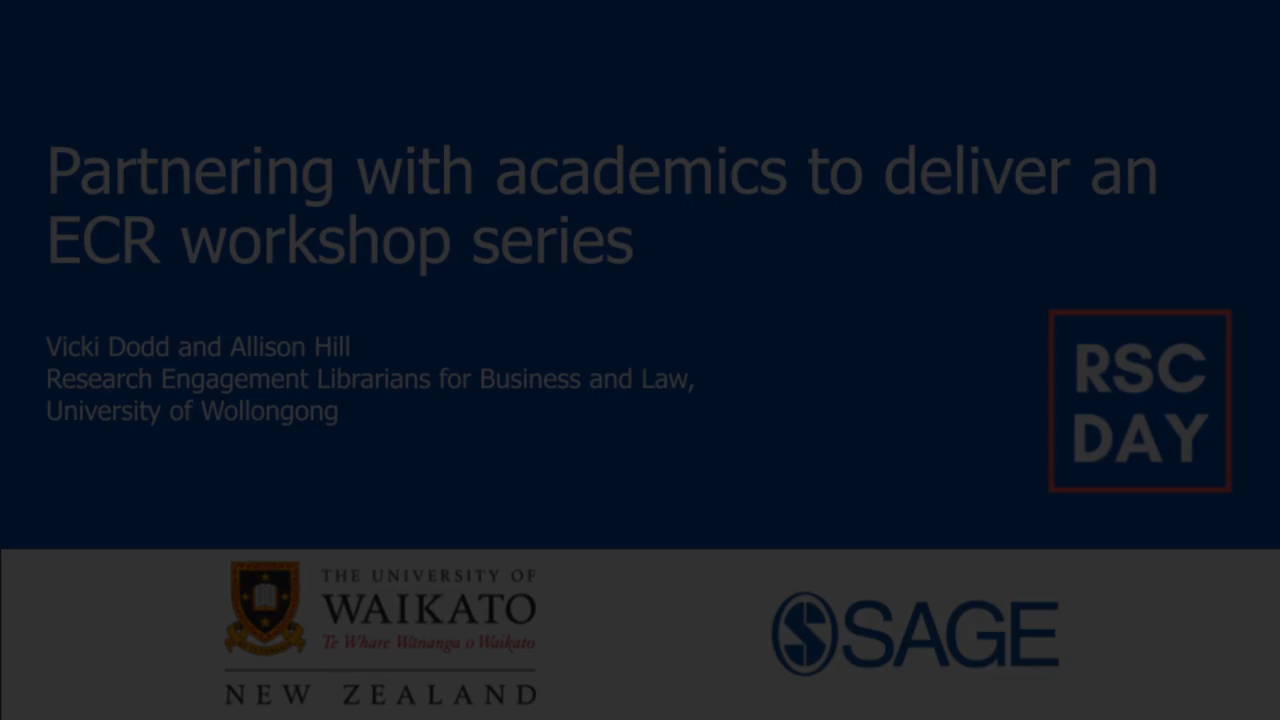 Partnering with academics to deliver an
ECR workshop series
Vicki Dodd and Allison Hill
Research Engagement Librarians for Business and Law,
University of Wollongong
RSC
DAY
THE UNIVERSITY OF
WAIKATO
Te Whare Wānanga o Waikato
NEW ZEALAND
SAGE